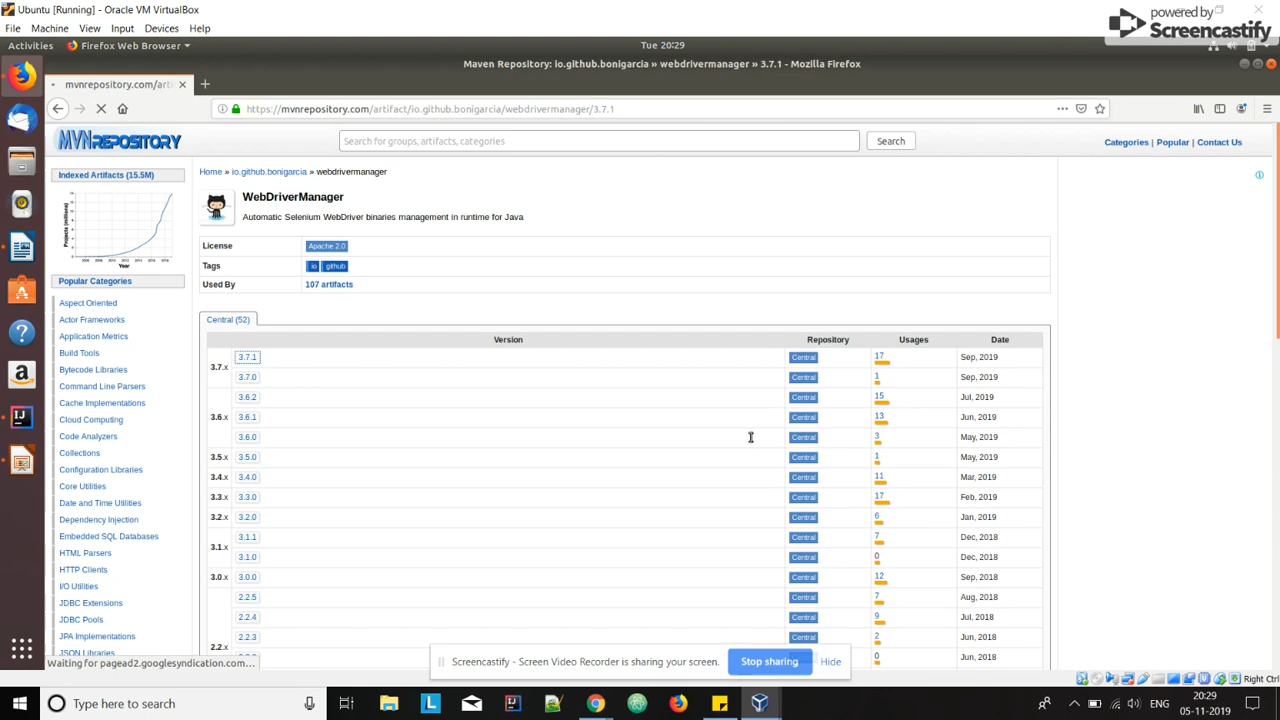 Ubuntu [Running] - Oracle VM VirtualBox
powered by
Screencastify
File Machine View Input Devices Help
Activities Firefox Web Browser Tue 20:29
Maven Repository: io.github.bonigarcia » webdrivermanager » 3.7.1 - Mozilla Firefox
mvnrepository.com/art
https://mvnrepository.com/artifact/io.github.bonigarcia/webdrivermanager/3.7.1
MVNREPOSITORY
Search for groups, artifacts, categories
Search
Categories | Popular | Contact Us
Indexed Artifacts (15.5M)
Projects (millions)
Year
Popular Categories
Aspect Oriented
Actor Frameworks
Application Metrics
Build Tools
Bytecode Libraries
Command Line Parsers
Cache Implementations
Cloud Computing
Code Analyzers
Collections
Configuration Libraries
Core Utilities
Date and Time Utilities
Dependency Injection
Embedded SQL Databases
HTML Parsers
HTTP Clients
I/O Utilities
JDBC Extensions
JDBC Pools
JPA Implementations
JSON Libraries
Home » io.github.bonigarcia » webdrivermanager
WebDriverManager
Automatic Selenium WebDriver binaries management in runtime for Java
License Apache 2.0
Tags io github
Used By 107 artifacts
Central (52)
Version Repository Usages Date
3.7.x 3.7.1 Central 17 Sep, 2019
3.7.0 Central 1 Sep, 2019
3.6.2 Central 15 Jul, 2019
3.6.x 3.6.1 Central 13 Jun, 2019
3.6.0 Central 3 May, 2019
3.5.x 3.5.0 Central 1 May, 2019
3.4.x 3.4.0 Central 11 Mar, 2019
3.3.x 3.3.0 Central 17 Feb, 2019
3.2.x 3.2.0 Central 6 Jan, 2019
3.1.x 3.1.1 Central 7 Dec, 2018
3.1.0 Central 0 Dec, 2018
3.0.x 3.0.0 Central 12 Sep, 2018
2.2.5 Central 7 Aug, 2018
2.2.4 Central 9 Jul, 2018
2.2.x 2.2.3 Central 2 Jun, 2018
Central 0 Jun, 2018
Waiting for pagead2.googlesyndication.com...
Screencastify - Screen Video Recorder is sharing your screen. Stop sharing Hide
Right Ctrl
Type here to search
ENG
20:29
05-11-2019